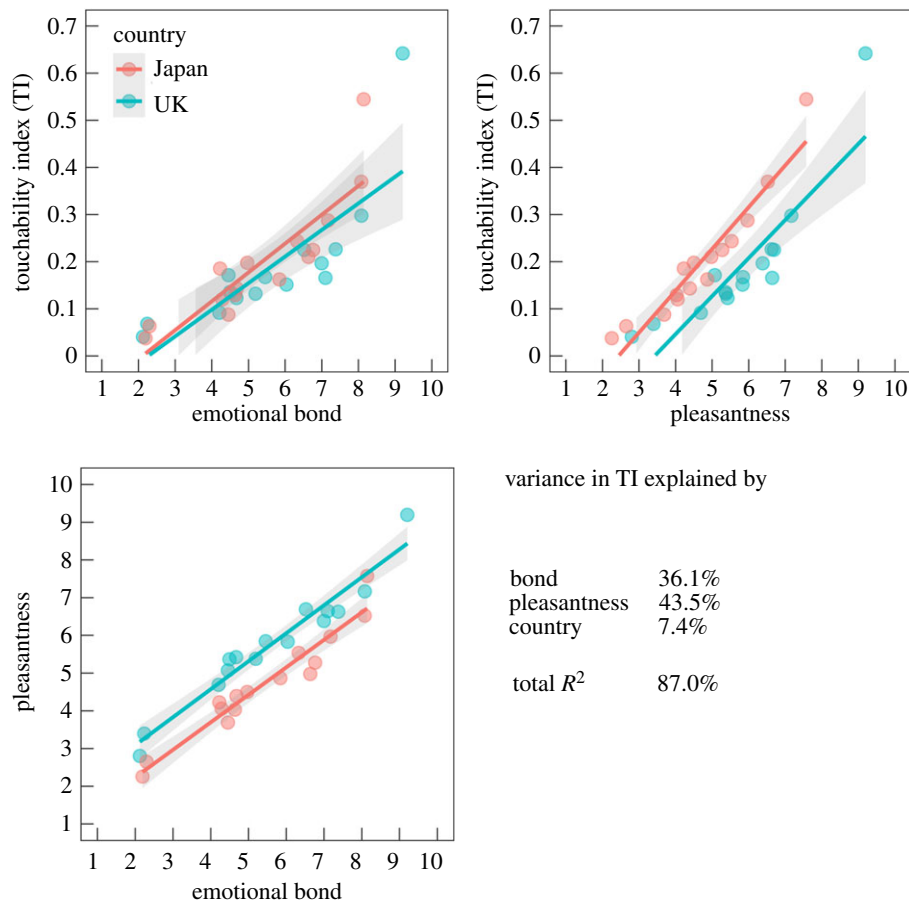 touchability index (TI)
0.7
0.6
0.5
0.4
0.3
0.2
0.1
0
country
Japan
UK
1 2 3 4 5 6 7 8 9 10
emotional bond
touchability index (TI)
0.7
0.6
0.5
0.4
0.3
0.2
0.1
0
1 2 3 4 5 6 7 8 9 10
pleasantness
pleasantness
10
9
8
7
6
5
4
3
2
1
1 2 3 4 5 6 7 8 9 10
emotional bond
variance in TI explained by
bond 36.1%
pleasantness 43.5%
country 7.4%
total R² 87.0%